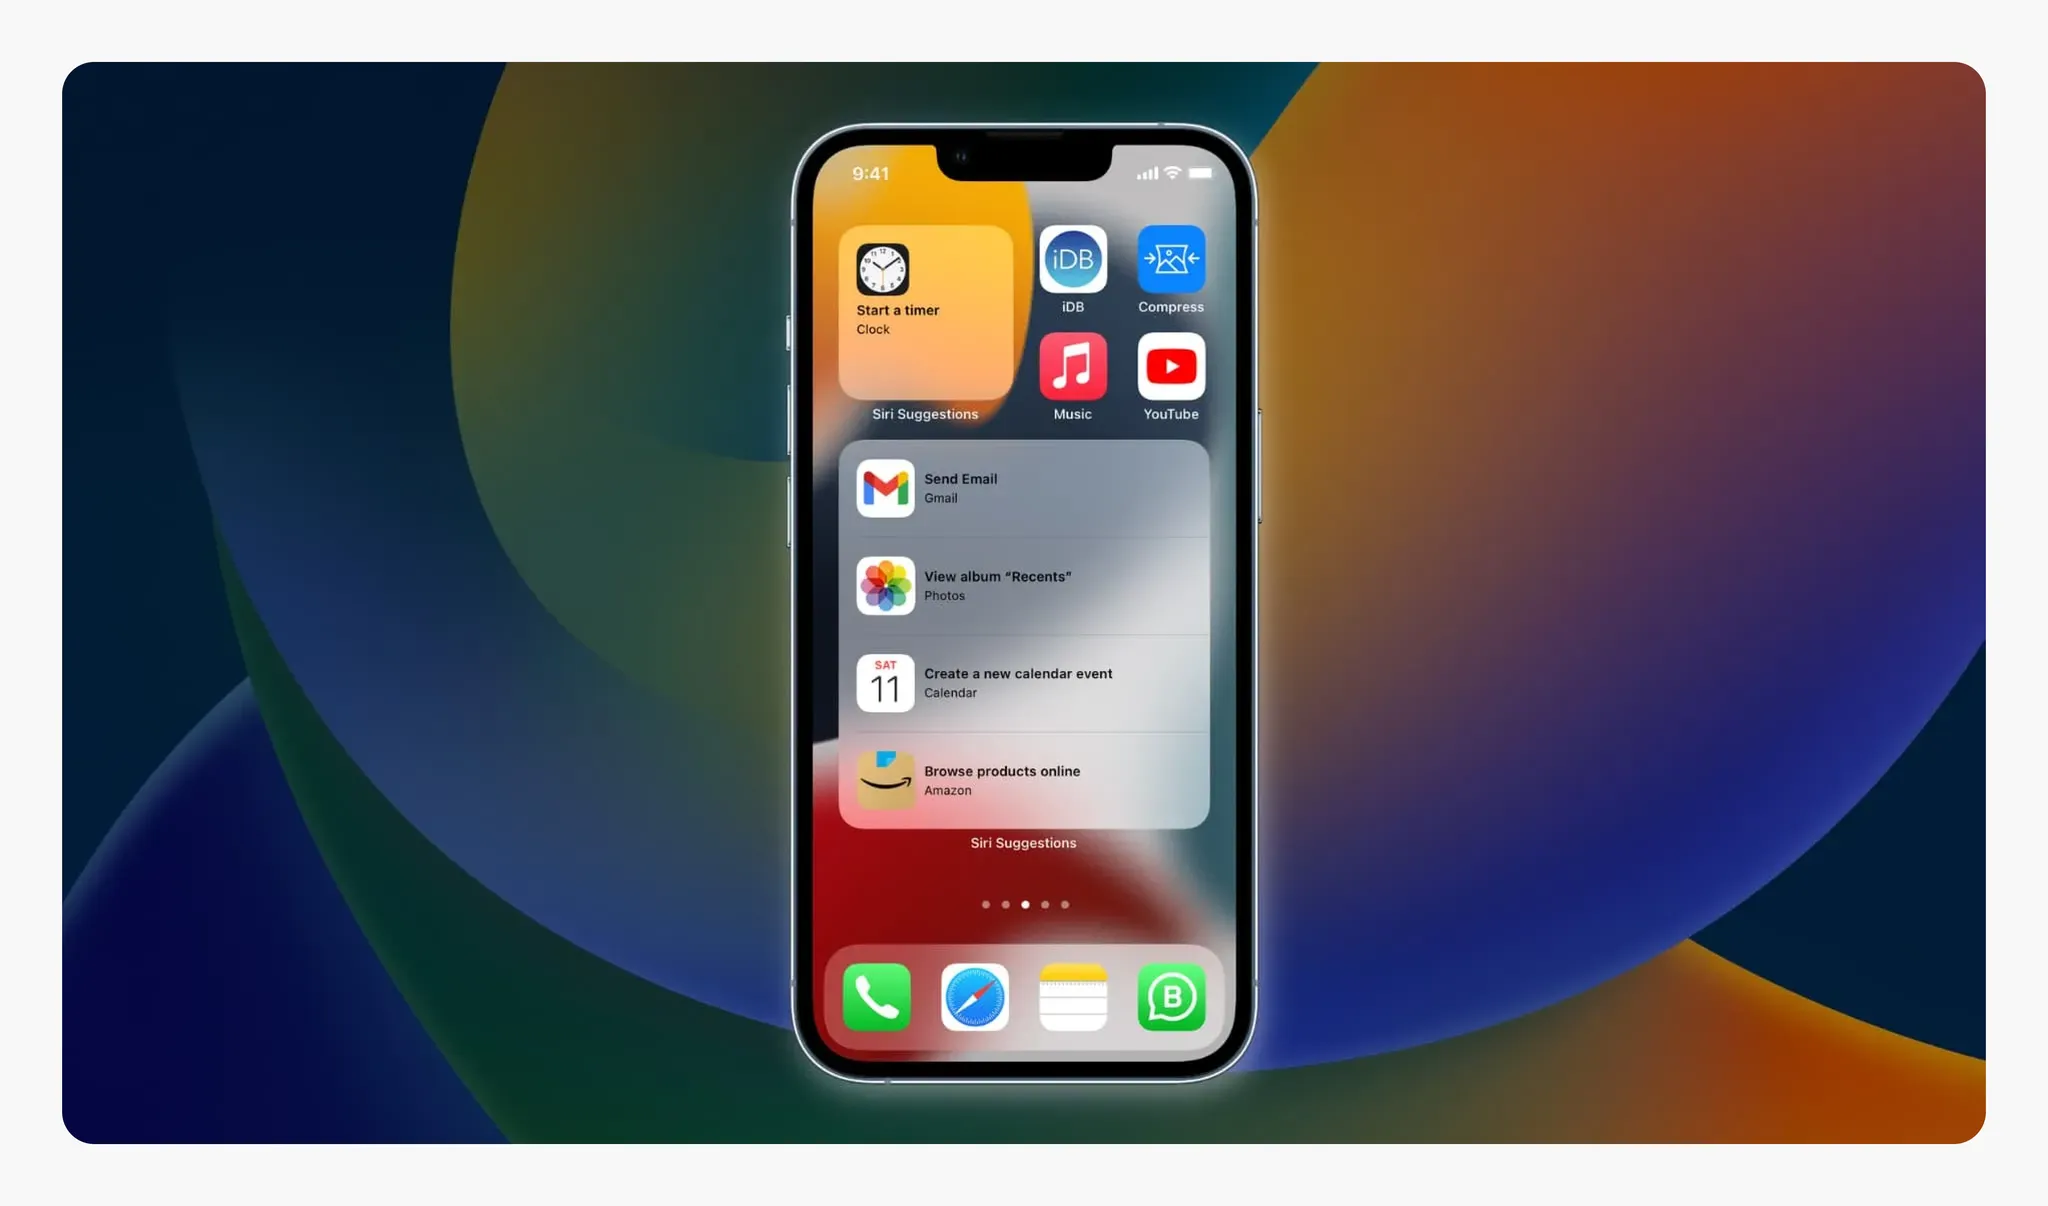 9:41
Start a timer
Clock
Siri Suggestions
iDB
iDB
Compress
Music
YouTube
Send Email
Gmail
View album “Recents”
Photos
SAT
11
Create a new calendar event
Calendar
Browse products online
Amazon
Siri Suggestions
B